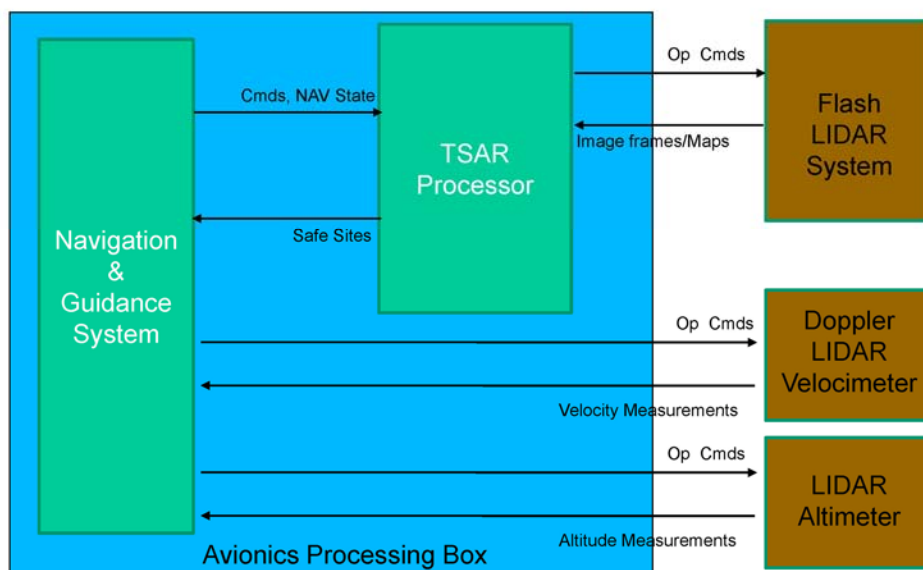 Op Cmds
Flash
LIDAR
System
Cmds, NAV State
Image frames/Maps
TSAR
Processor
Safe Sites
Navigation
&
Guidance
System
Op Cmds
Doppler
LIDAR
Velocimeter
Velocity Measurements
Op Cmds
LIDAR
Altimeter
Altitude Measurements
Avionics Processing Box